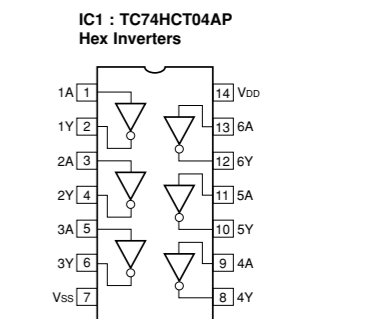 IC1 : TC74HCT04AP
Hex Inverters
1A 1 14 VDD
1Y 2 13 6A
2A 3 12 6Y
2Y 4 11 5A
3A 5 10 5Y
3Y 6 9 4A
Vss 7 8 4Y